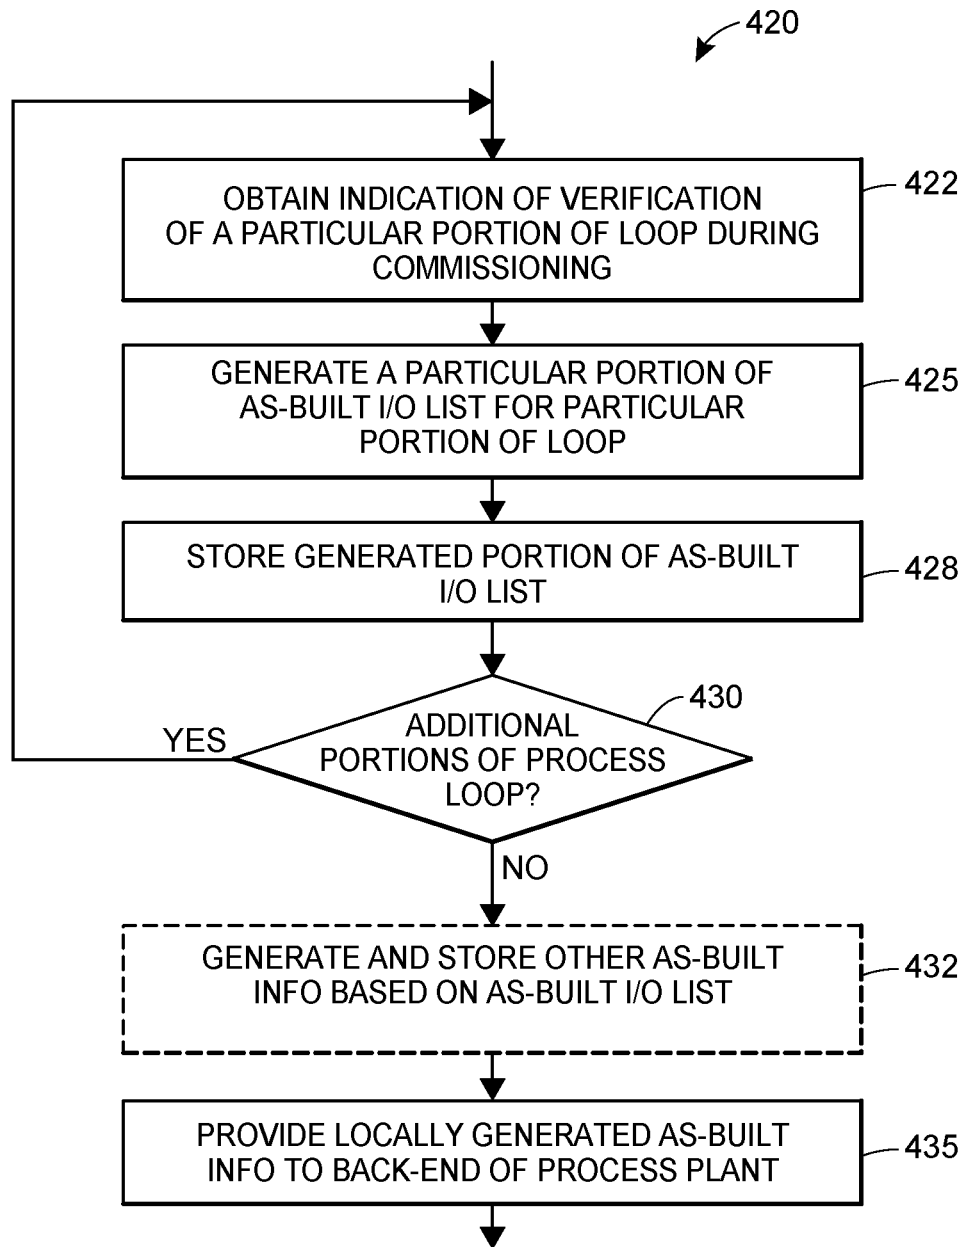 420
OBTAIN INDICATION OF VERIFICATION
OF A PARTICULAR PORTION OF LOOP DURING
COMMISSIONING
422
GENERATE A PARTICULAR PORTION OF
AS-BUILT I/O LIST FOR PARTICULAR
PORTION OF LOOP
425
STORE GENERATED PORTION OF AS-BUILT
I/O LIST
428
430
ADDITIONAL
PORTIONS OF PROCESS
LOOP?
YES
NO
GENERATE AND STORE OTHER AS-BUILT
INFO BASED ON AS-BUILT I/O LIST
432
PROVIDE LOCALLY GENERATED AS-BUILT
INFO TO BACK-END OF PROCESS PLANT
435